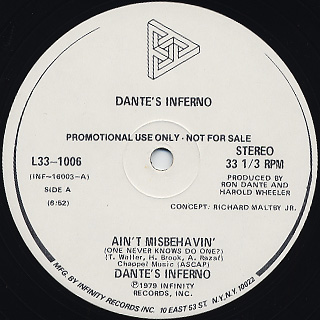 DANTE'S INFERNO
PROMOTIONAL USE ONLY - NOT FOR SALE
L33-1006
(INF-16003-A)
SIDE A
(6:52)
STEREO
33 1/3 RPM
PRODUCED BY
RON DANTE AND
HAROLD WHEELER
CONCEPT: RICHARD MALTBY JR.
AIN'T MISBEHAVIN'
(ONE NEVER KNOWS DO ONE?)
(T. Waller, H. Brook, A. Razaf)
Chappel Music (ASCAP)
DANTE'S INFERNO
℗1979 INFINITY
RECORDS, INC.
MFG. BY INFINITY RECORDS INC. 10 EAST 53 ST. N.Y., N.Y. 10022